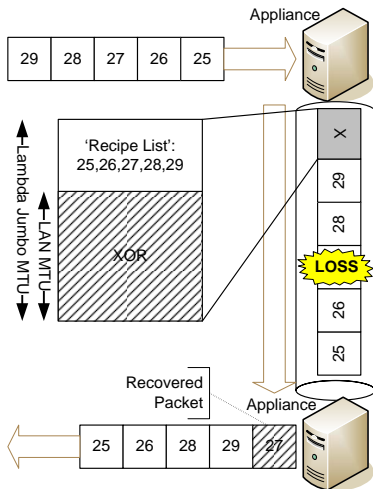 Appliance
29 28 27 26 25
X
29
28
LOSS
26
25
'Recipe List':
25,26,27,28,29
XOR
Lambda Jumbo MTU
LAN MTU
Recovered
Packet
Appliance
25 26 28 29 27